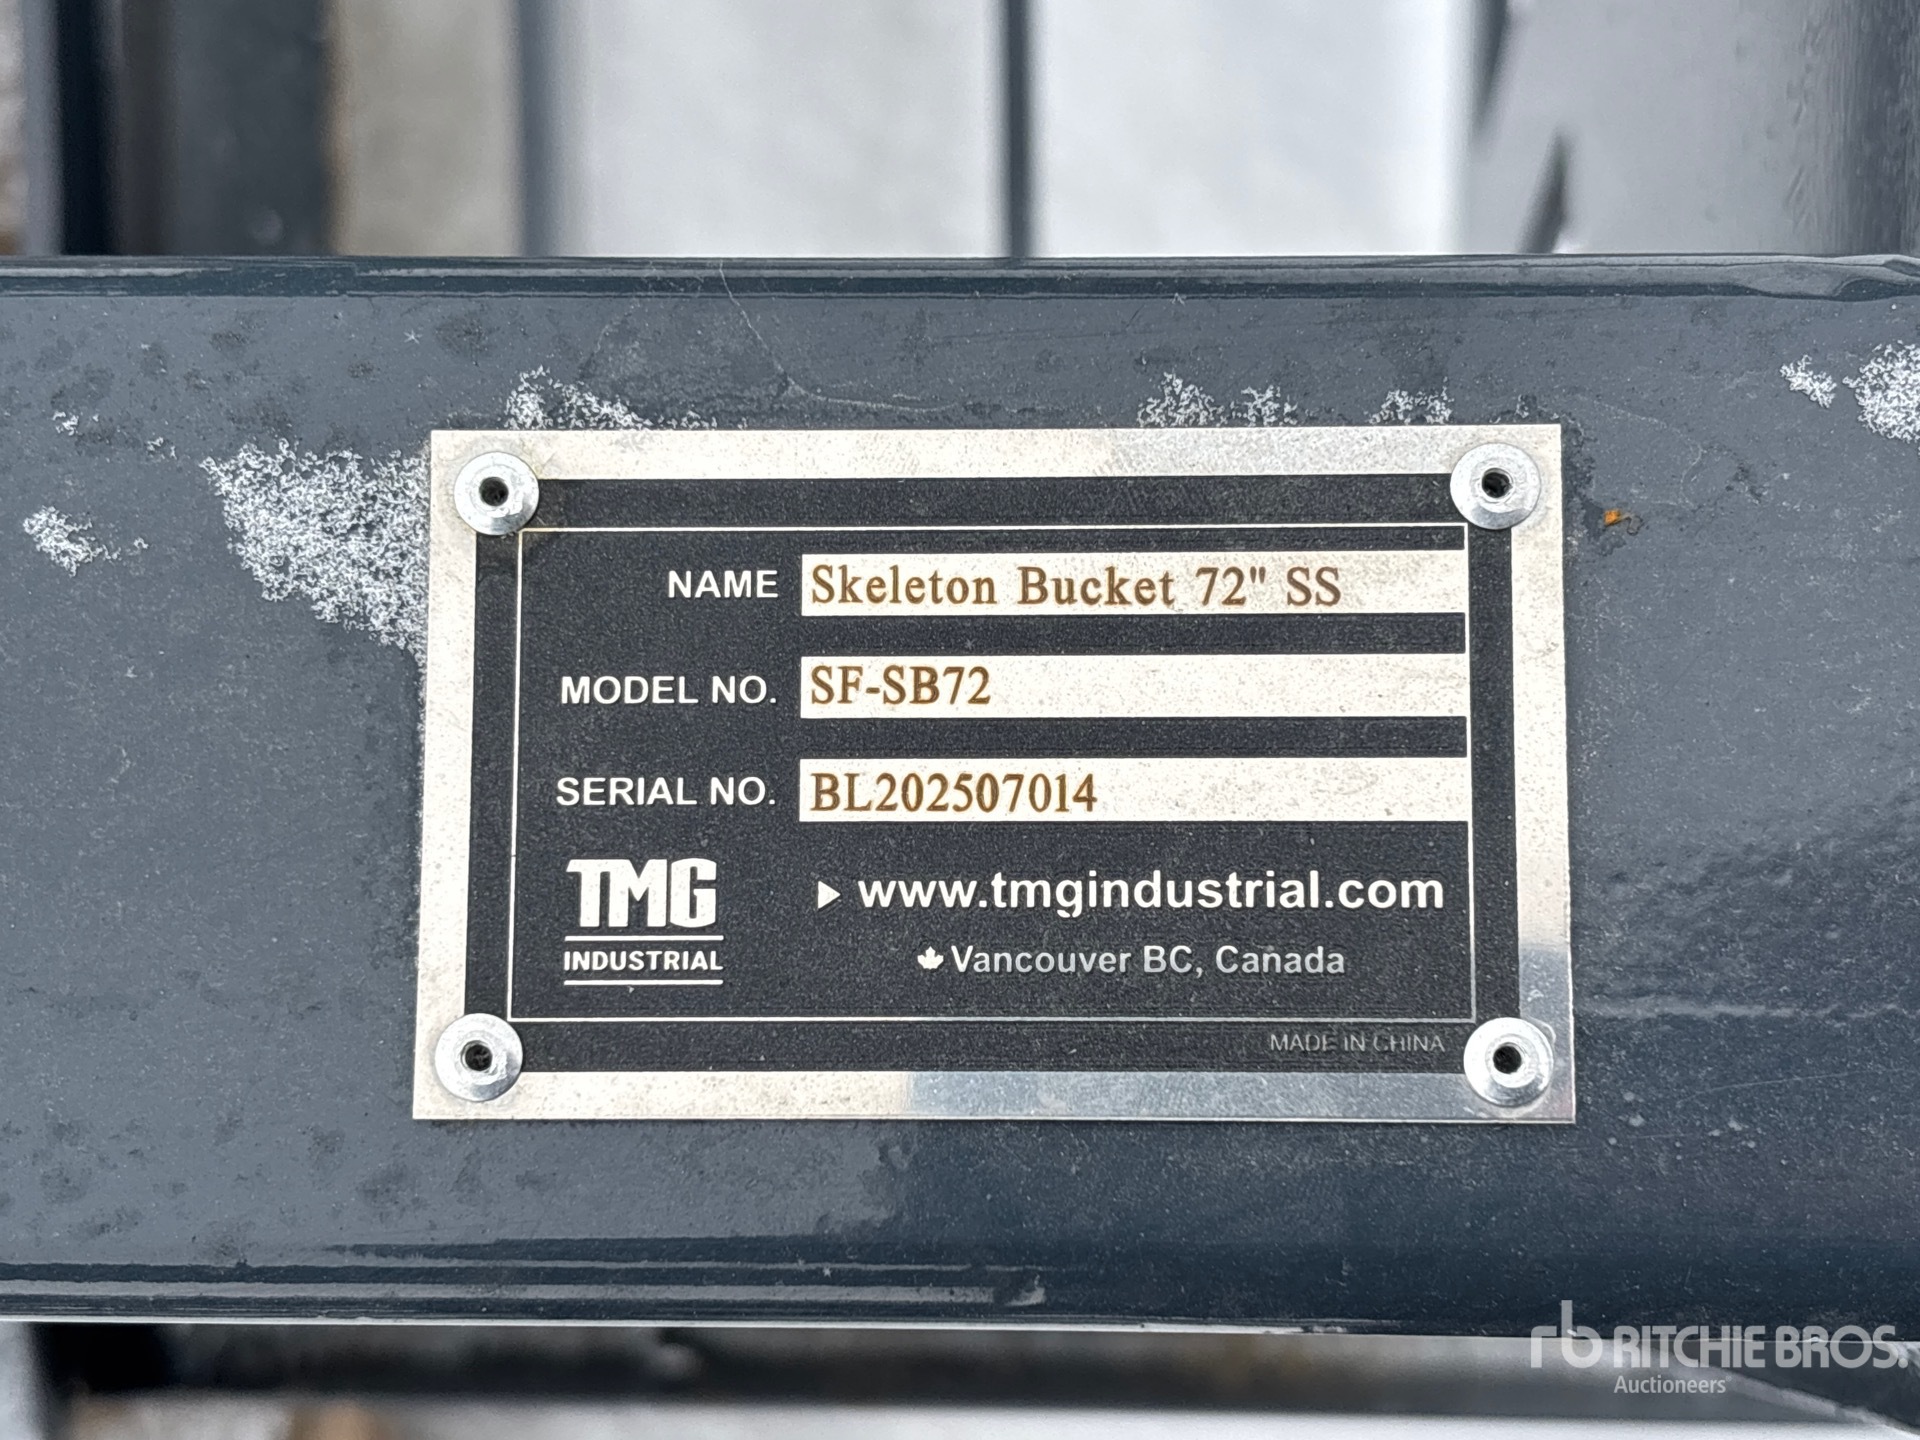 NAME Skeleton Bucket 72" SS
MODEL NO. SF-SB72
SERIAL NO. BL202507014
TMG
INDUSTRIAL
www.tmgindustrial.com
Vancouver BC, Canada
MADE IN CHINA
rb RITCHIE BROS.
Auctioneers